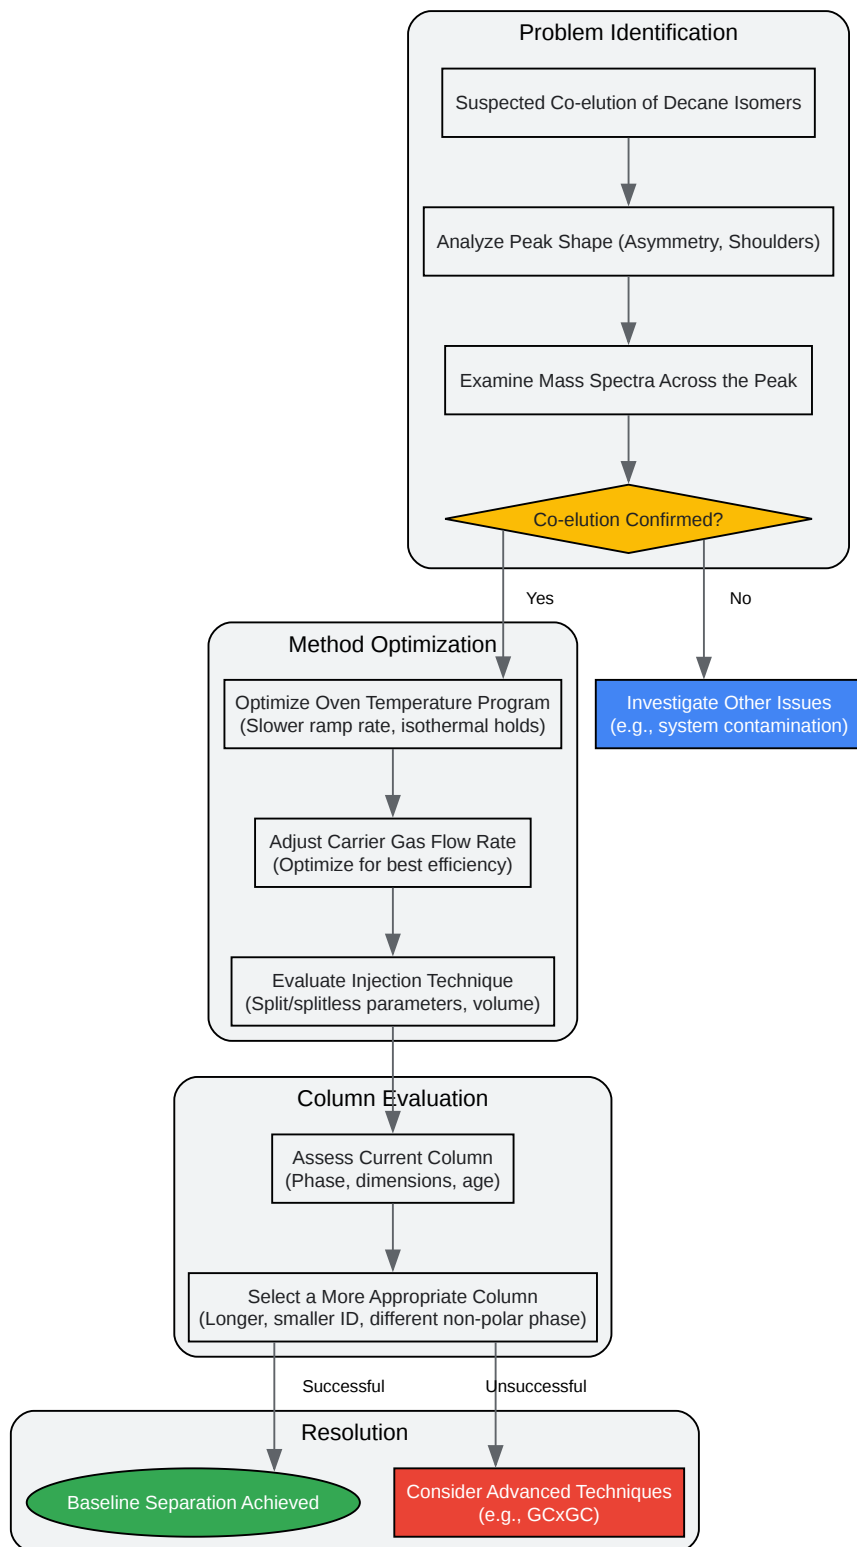 Problem Identification
Suspected Co-elution of Decane Isomers
Analyze Peak Shape (Asymmetry, Shoulders)
Examine Mass Spectra Across the Peak
Co-elution Confirmed?
Yes
No
Method Optimization
Optimize Oven Temperature Program
(Slower ramp rate, isothermal holds)
Investigate Other Issues
(e.g., system contamination)
Adjust Carrier Gas Flow Rate
(Optimize for best efficiency)
Evaluate Injection Technique
(Split/splitless parameters, volume)
Column Evaluation
Assess Current Column
(Phase, dimensions, age)
Select a More Appropriate Column
(Longer, smaller ID, different non-polar phase)
Successful
Unsuccessful
Resolution
Baseline Separation Achieved
Consider Advanced Techniques
(e.g., GCxGC)